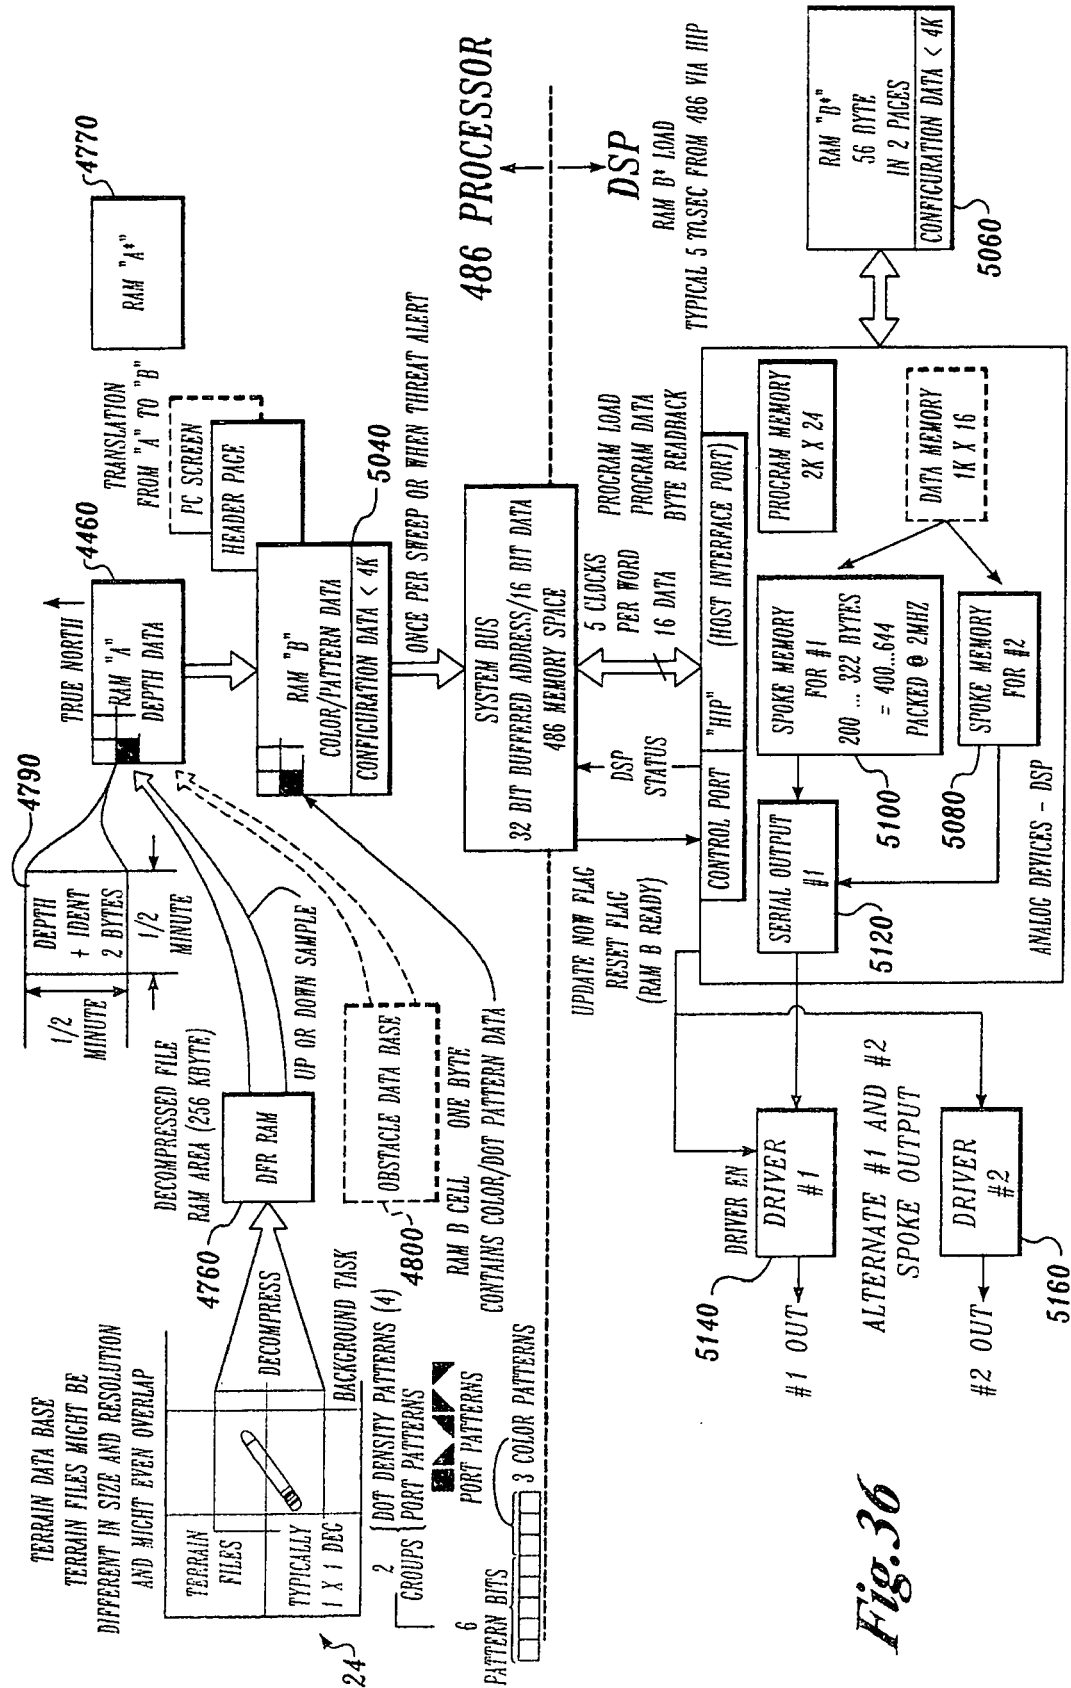 TERRAIN DATA BASE
TERRAIN FILES MIGHT BE
DIFFERENT IN SIZE AND RESOLUTION
AND MIGHT EVEN OVERLAP
TERRAIN
FILES
TYPICALLY
1 X 1 DEG
24
DECOMPRESS
BACKGROUND TASK
4760
DECOMPRESSED FILE
RAM AREA (256 KBYTE)
DFR RAM
UP OR DOWN SAMPLE
4790
DEPTH
+ IDENT
2 BYTES
1/2
MINUTE
1/2
MINUTE
TRUE NORTH
4460
RAM "A"
DEPTH DATA
4770
RAM "A*"
TRANSLATION
FROM "A" TO "B"
PC SCREEN
HEADER PAGE
RAM "B"
COLOR/PATTERN DATA
CONFIGURATION DATA < 4K
5040
OBSTACLE DATA BASE
4800
2
GROUPS
DOT DENSITY PATTERNS (4)
PORT PATTERNS
PORT PATTERNS
6
PATTERN BITS
3 COLOR PATTERNS
RAM B CELL ONE BYTE
CONTAINS COLOR/DOT PATTERN DATA
ONCE PER SWEEP OR WHEN THREAT ALERT
486 PROCESSOR
DSP
RAM B* LOAD
TYPICAL 5 mSEC FROM 486 VIA HIP
SYSTEM BUS
32 BIT BUFFERED ADDRESS/16 BIT DATA
486 MEMORY SPACE
UPDATE NOW FLAG
RESET FLAG
(RAM B READY)
DSP
STATUS
5 CLOCKS
PER WORD
16 DATA
PROGRAM LOAD
PROGRAM DATA
BYTE READBACK
CONTROL PORT
"HIP" (HOST INTERFACE PORT)
SERIAL OUTPUT
#1
5120
SPOKE MEMORY
FOR #1
200 ... 322 BYTES
= 400...644
PACKED @ 2MHZ
5100
PROGRAM MEMORY
2K X 24
DATA MEMORY
1K X 16
SPOKE MEMORY
FOR #2
5080
ANALOG DEVICES - DSP
RAM "B*"
56 BYTE
IN 2 PAGES
CONFIGURATION DATA < 4K
5060
DRIVER EN
DRIVER
#1
5140
#1 OUT
ALTERNATE #1 AND #2
SPOKE OUTPUT
DRIVER
#2
5160
#2 OUT
Fig.36